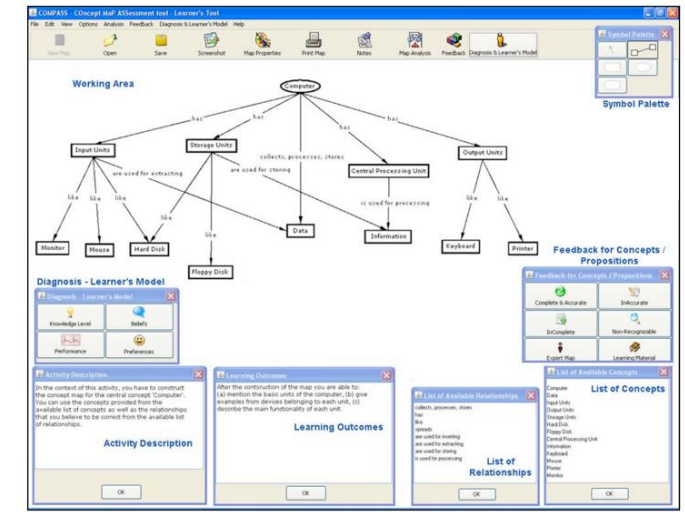 COMPASS - COncept MaP ASSessment tool - Learner's Tool
File Edit View Options Analysis Feedback Diagnosis & Learner's Model Help
New Map Open Save Screenshot Map Properties Print Map Notes Map Analysis Feedback Diagnosis & Learner's Model
Symbol Palette
Symbol Palette
Working Area
Computer
has
has
has
has
Input Units
Storage Units
collects, processes, stores
Output Units
are used for extracting
are used for storing
Central Processing Unit
like
like
like
like
like
like
like
is used for processing
Data
Information
Monitor
Mouse
Hard Disk
Floppy Disk
Keyboard
Printer
Diagnosis - Learner's Model
Diagnosis - Learner's Model
Knowledge Level
Beliefs
Performance
Preferences
Feedback for Concepts /
Propositions
Feedback for Concepts / Propositions
Complete & Accurate
InAccurate
InComplete
Non-Recognizable
Expert Map
Learning Material
Activity Description
In the context of this activity, you have to construct
the concept map for the central concept 'Computer'.
You can use the concepts provided from the
available list of concepts as well as the relationships
that you believe to be correct from the available list
of relationships.
Activity Description
OK
Learning Outcomes
After the contsruction of the map you are able to:
(a) mention the basic units of the computer, (b) give
examples from devices belonging to each unit, (c)
describe the main functionality of each unit.
Learning Outcomes
OK
List of Available Relationships
collects, processes, stores
has
like
spreads
are used for inserting
are used for extracting
are used for storing
is used for processing
List of
Relationships
OK
List of Available Concepts
List of Concepts
Computer
Data
Input Units
Output Units
Storage Units
Hard Disk
Floppy Disk
Central Processing Unit
Information
Keyboard
Mouse
Printer
Monitor
OK